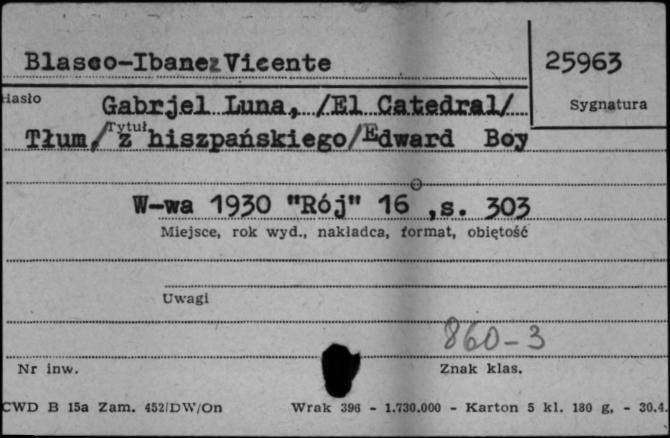 Blasco-Ibanez Vicente 25963
Hasło Gabrjel Luna, /El Catedral/ Sygnatura
Tytuł
Tłum, z hiszpańskiego/Edward Boy
W-wa 1930 "Rój" 16°,s. 303
Miejsce, rok wyd., nakładca, format, objętość
Uwagi
860-3
Nr inw. Znak klas.
CWD B 15a Zam. 452/DW/On Wrak 396 - 1.730.000 - Karton 5 kl. 180 g, - 30.4.